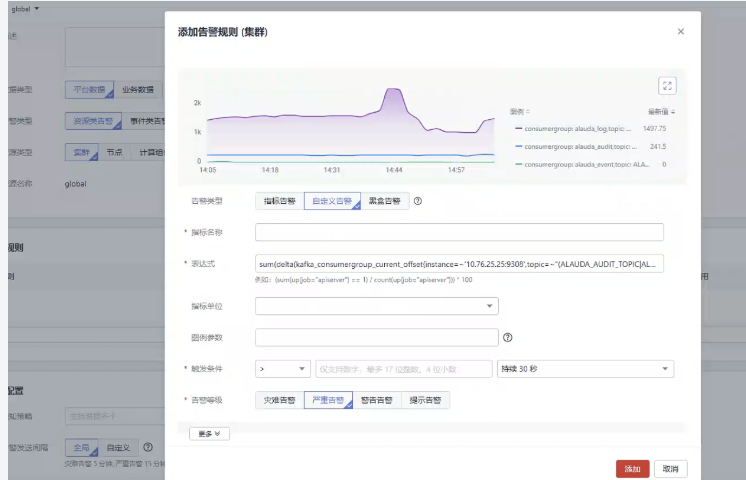 global
添加告警规则 (集群)
述
2k
1k
0
14:05 14:18 14:31 14:44 14:57
图例 最新值
consumergroup: alauda_log,topic: ... 1497.75
consumergroup: alauda_audit,topic: ... 241.5
consumergroup: alauda_event,topic: ALA... 0
据类型 平台数据 业务数据
警类型 资源类告警 事件类告警
源类型 集群 节点 计算组
源名称 global
告警类型 指标告警 自定义告警 黑盒告警
* 指标名称
规则
* 表达式 sum(delta(kafka_consumergroup_current_offset{instance=~'10.76.25.25:9308',topic=~"(ALAUDA_AUDIT_TOPIC|AL...
则 用
例如: (sum(up{job="apiserver"} == 1) / count(up{job="apiserver"})) * 100
指标单位
图例参数
* 触发条件 > 仅支持数字，最多 17 位整数、4 位小数 持续 30 秒
配置
* 告警等级 灾难告警 严重告警 警告告警 提示告警
更多
警发送间隔 全局 自定义
灾难告警 5 分钟, 严重告警 15 分钟
添加 取消